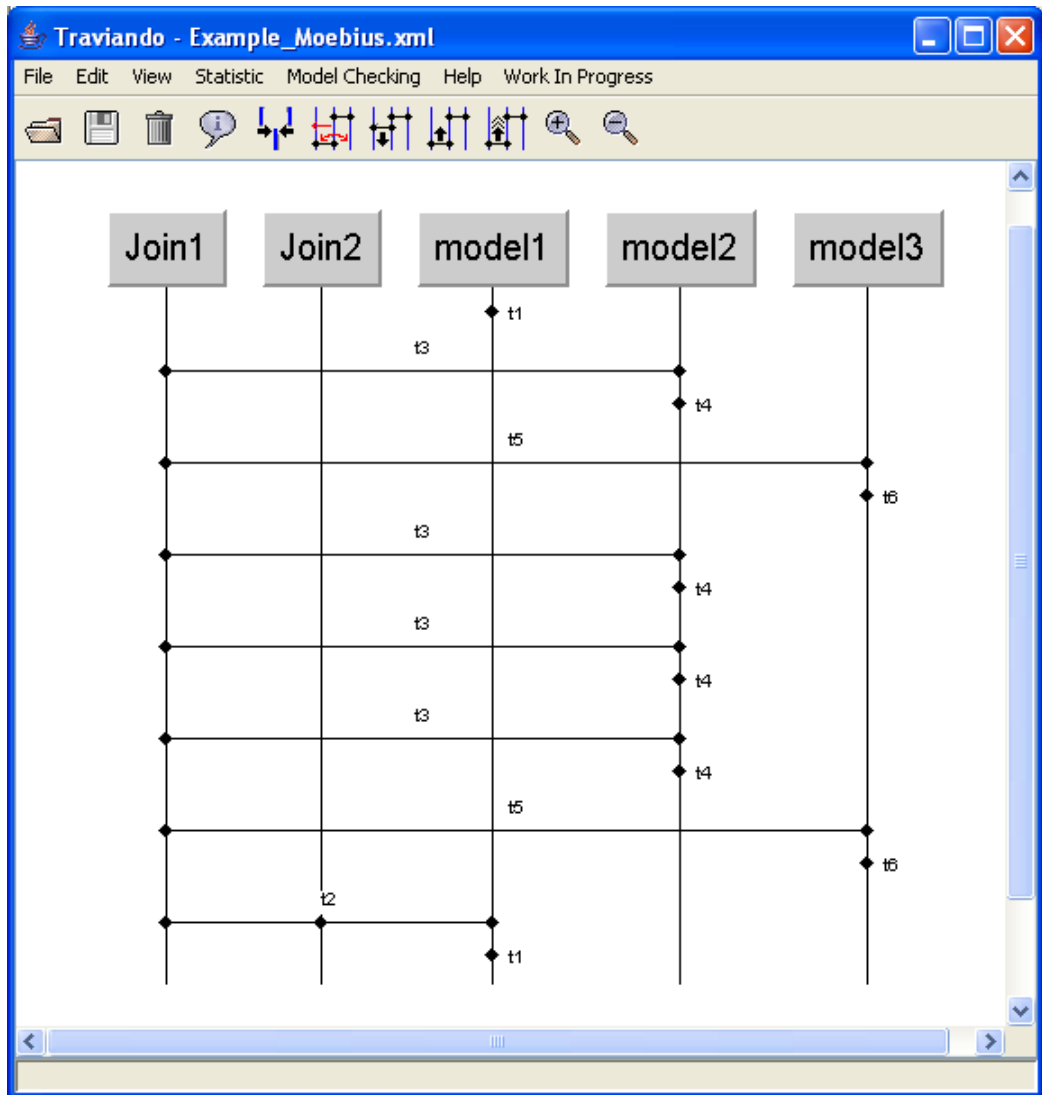 Traviando - Example_Moebius.xml
File Edit View Statistic Model Checking Help Work In Progress
Join1 Join2 model1 model2 model3
t1
t3
t4
t5
t6
t3
t4
t3
t4
t3
t4
t5
t6
t2
t1